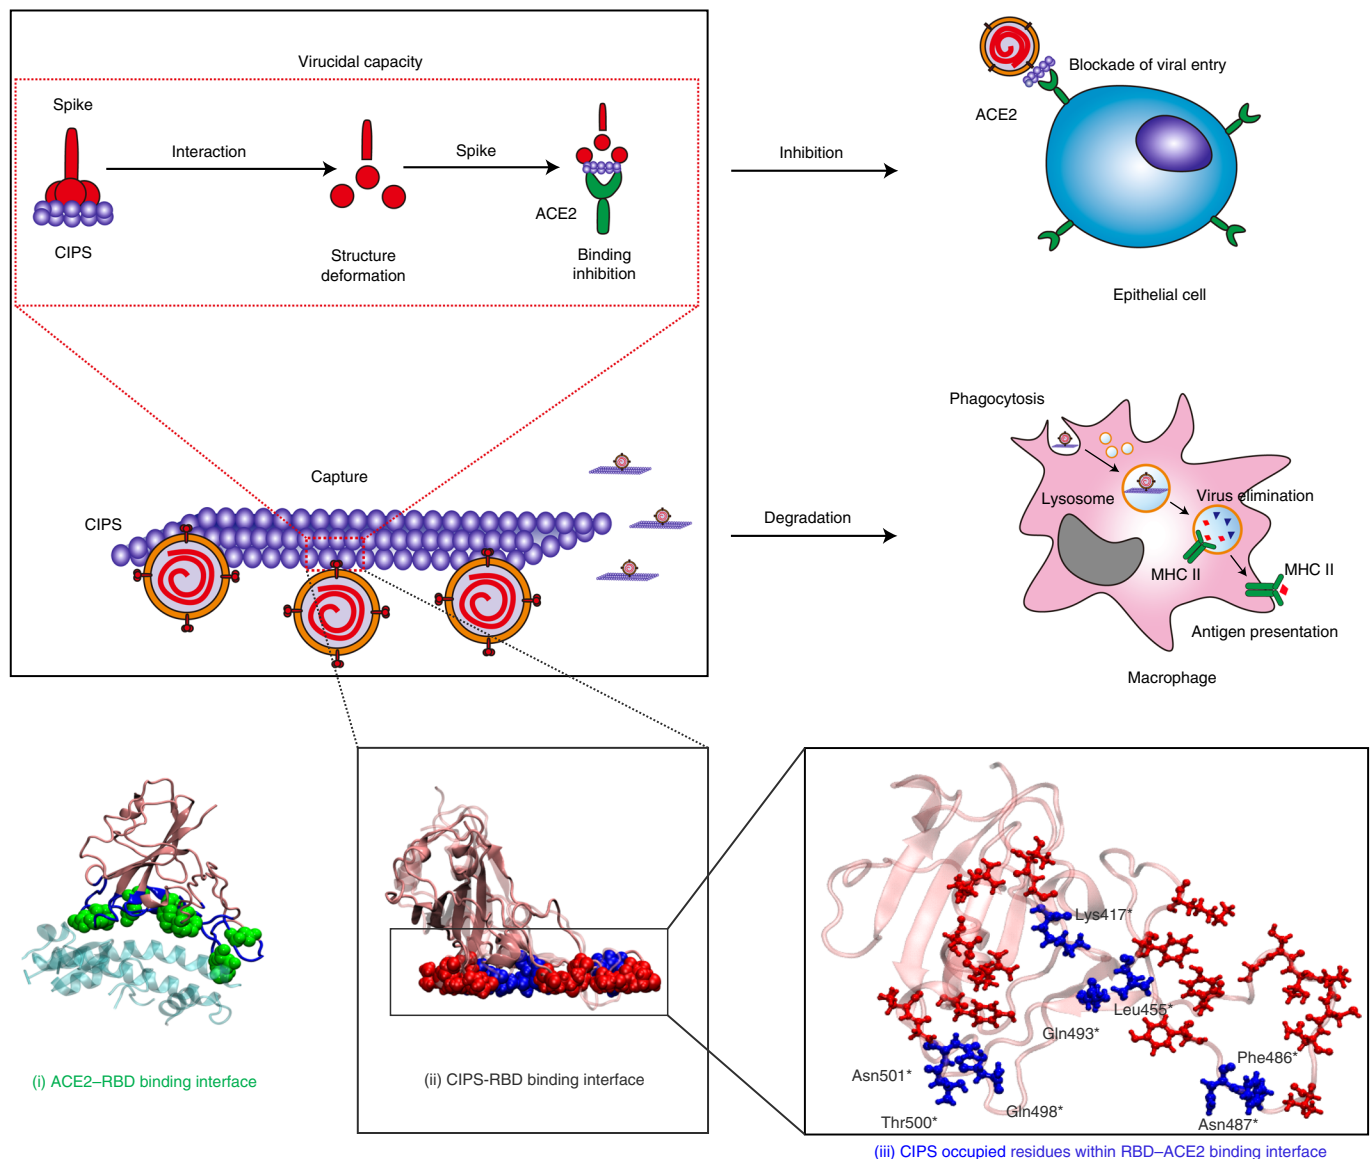 Virucidal capacity
Spike
Interaction
Spike
CIPS
Structure
deformation
ACE2
Binding
inhibition
Inhibition
Blockade of viral entry
ACE2
Epithelial cell
Capture
CIPS
Degradation
Phagocytosis
Lysosome
Virus elimination
MHC II
MHC II
Antigen presentation
Macrophage
(i) ACE2–RBD binding interface
(ii) CIPS-RBD binding interface
Lys417*
Leu455*
Gln493*
Phe486*
Asn501*
Gln498*
Thr500*
Asn487*
(iii) CIPS occupied residues within RBD–ACE2 binding interface